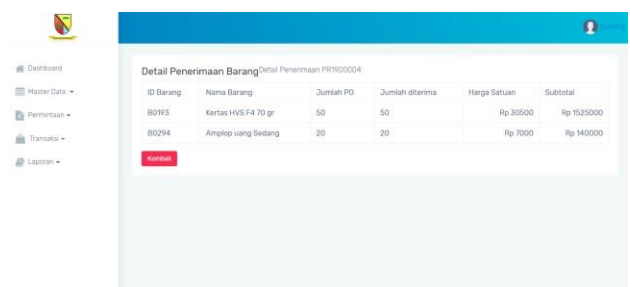 Dashboard
Master Data
Permintaan
Transaksi
Laporan
Detail Penerimaan Barang Detail Penerimaan PR1900004
ID Barang Nama Barang Jumlah PO Jumlah diterima Harga Satuan Subtotal
B0193 Kertas HVS F4 70 gr 50 50 Rp 30500 Rp 1525000
B0294 Amplop uang Sedang 20 20 Rp 7000 Rp 140000
Kembali